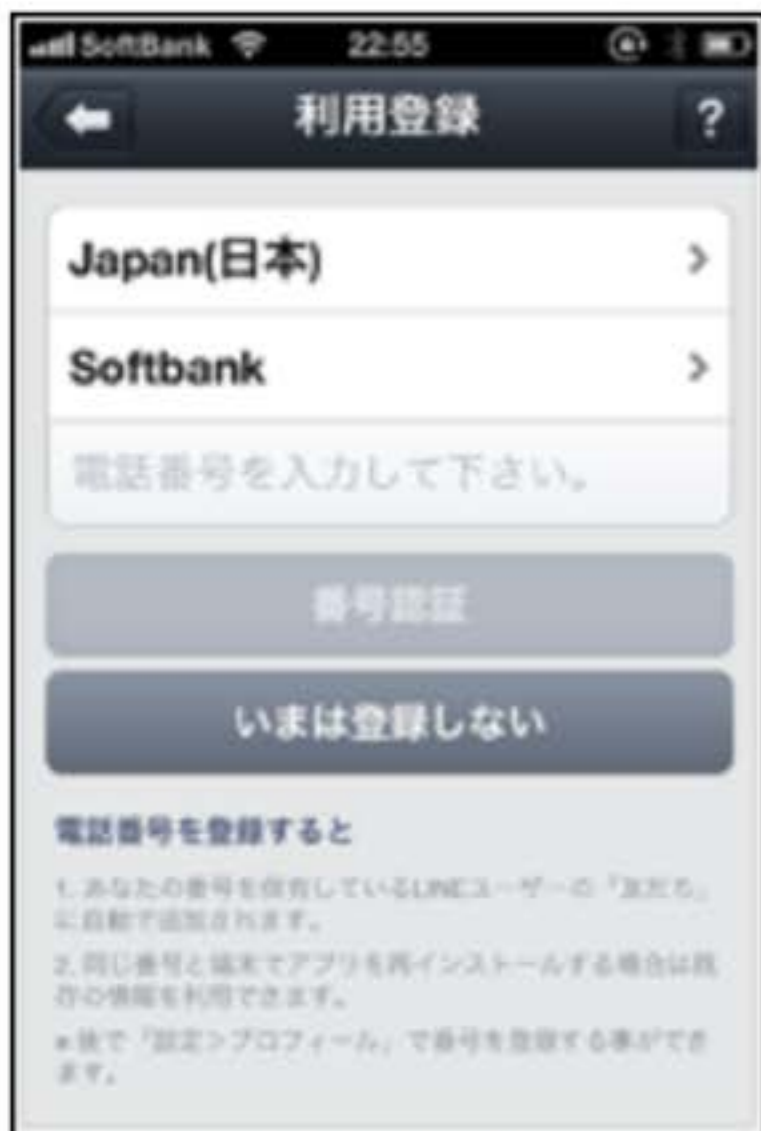 SoftBank 22:55
利用登録 ?
Japan(日本)
Softbank
電話番号を入力して下さい。
番号認証
いまは登録しない
電話番号を登録すると
1. あなたの番号を保有しているLINEユーザーの「友だち」
に自動で追加されます。
2. 同じ番号と端末でアプリを再インストールする場合は既
存の情報を利用できます。
※後で「設定>プロフィール」で番号を登録する事ができ
ます。